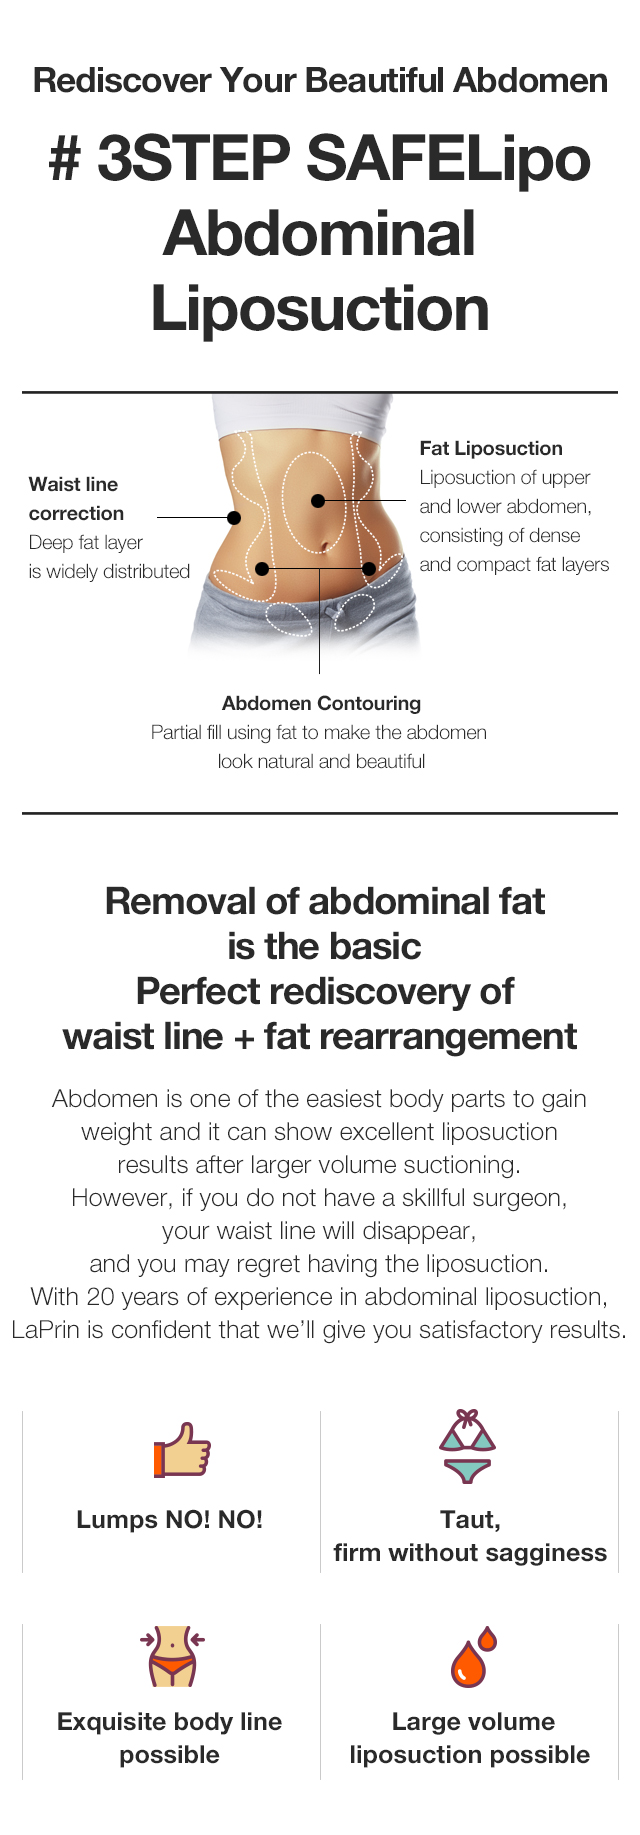 Rediscover Your Beautiful Abdomen
# 3STEP SAFELipo
Abdominal
Liposuction
Waist line
correction
Deep fat layer
is widely distributed
Fat Liposuction
Liposuction of upper
and lower abdomen,
consisting of dense
and compact fat layers
Abdomen Contouring
Partial fill using fat to make the abdomen
look natural and beautiful
Removal of abdominal fat
is the basic
Perfect rediscovery of
waist line + fat rearrangement
Abdomen is one of the easiest body parts to gain
weight and it can show excellent liposuction
results after larger volume suctioning.
However, if you do not have a skillful surgeon,
your waist line will disappear,
and you may regret having the liposuction.
With 20 years of experience in abdominal liposuction,
LaPrin is confident that we'll give you satisfactory results.
Lumps NO! NO!
Taut,
firm without sagginess
Exquisite body line
possible
Large volume
liposuction possible